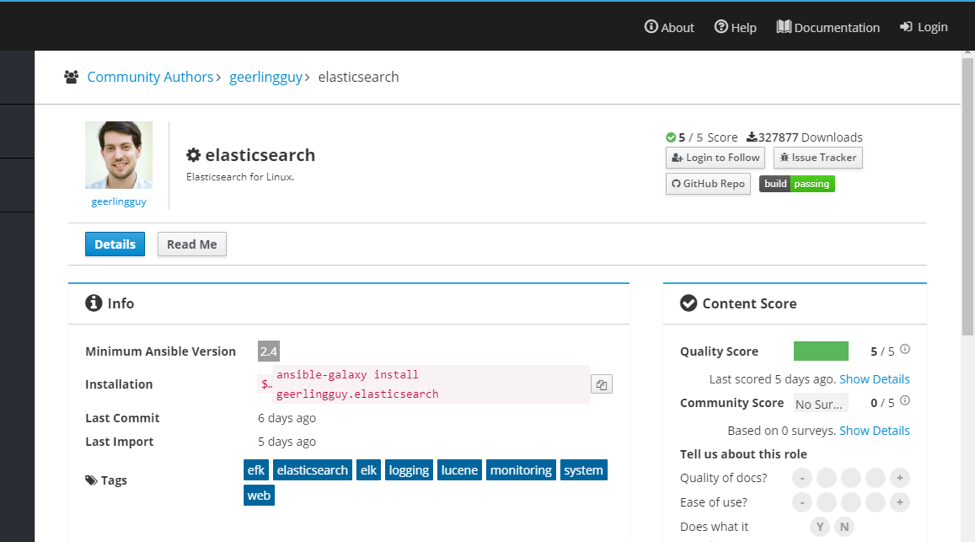 About Help Documentation Login
Community Authors > geerlingguy > elasticsearch
elasticsearch
Elasticsearch for Linux.
geerlingguy
5 / 5 Score 327877 Downloads
Login to Follow Issue Tracker
GitHub Repo build passing
Details Read Me
Info
Minimum Ansible Version 2.4
Installation $.. ansible-galaxy install
geerlingguy.elasticsearch
Last Commit 6 days ago
Last Import 5 days ago
Tags efk elasticsearch elk logging lucene monitoring system
web
Content Score
Quality Score 5 / 5
Last scored 5 days ago. Show Details
Community Score No Sur... 0 / 5
Based on 0 surveys. Show Details
Tell us about this role
Quality of docs? - +
Ease of use? - +
Does what it Y N